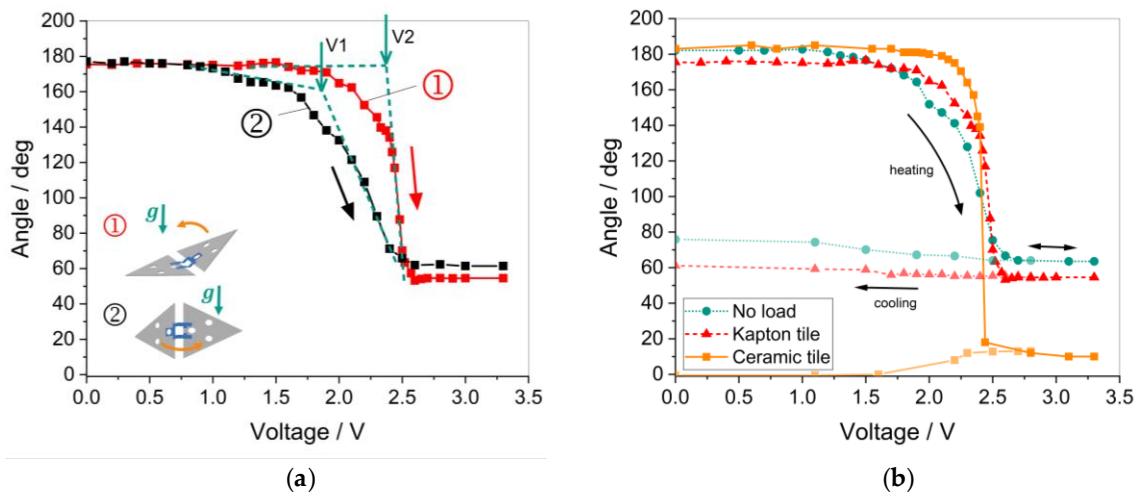 200
180
160
140
120
100
80
60
40
20
0
Angle / deg
V1
V2
①
②
① g
② g
0.0 0.5 1.0 1.5 2.0 2.5 3.0 3.5
Voltage / V
(a)
200
180
160
140
120
100
80
60
40
20
0
Angle / deg
heating
cooling
No load
Kapton tile
Ceramic tile
0.0 0.5 1.0 1.5 2.0 2.5 3.0 3.5
Voltage / V
(b)